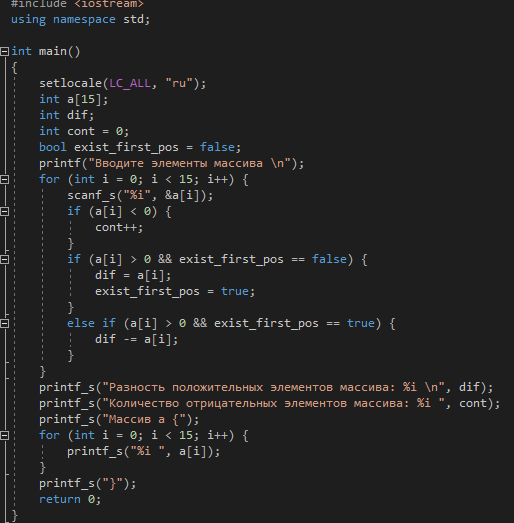 #include <iostream>
using namespace std;
int main()
{
setlocale(LC_ALL, "ru");
int a[15];
int dif;
int cont = 0;
bool exist_first_pos = false;
printf("Вводите элементы массива \n");
for (int i = 0; i < 15; i++) {
scanf_s("%i", &a[i]);
if (a[i] < 0) {
cont++;
}
if (a[i] > 0 && exist_first_pos == false) {
dif = a[i];
exist_first_pos = true;
}
else if (a[i] > 0 && exist_first_pos == true) {
dif -= a[i];
}
}
printf_s("Разность положительных элементов массива: %i \n", dif);
printf_s("Количество отрицательных элементов массива: %i ", cont);
printf_s("Массив a {");
for (int i = 0; i < 15; i++) {
printf_s("%i ", a[i]);
}
printf_s("}");
return 0;
}